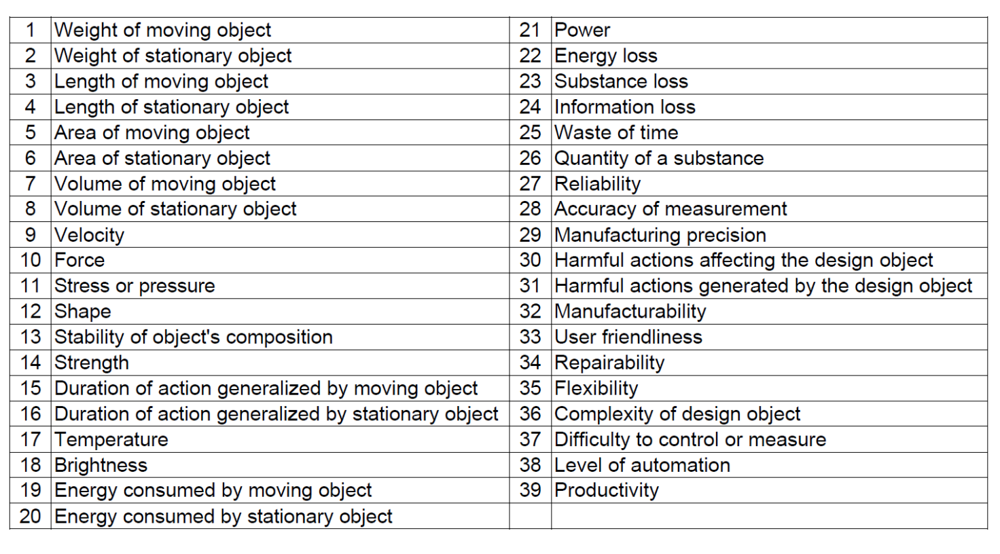 1 Weight of moving object 21 Power
2 Weight of stationary object 22 Energy loss
3 Length of moving object 23 Substance loss
4 Length of stationary object 24 Information loss
5 Area of moving object 25 Waste of time
6 Area of stationary object 26 Quantity of a substance
7 Volume of moving object 27 Reliability
8 Volume of stationary object 28 Accuracy of measurement
9 Velocity 29 Manufacturing precision
10 Force 30 Harmful actions affecting the design object
11 Stress or pressure 31 Harmful actions generated by the design object
12 Shape 32 Manufacturability
13 Stability of object's composition 33 User friendliness
14 Strength 34 Repairability
15 Duration of action generalized by moving object 35 Flexibility
16 Duration of action generalized by stationary object 36 Complexity of design object
17 Temperature 37 Difficulty to control or measure
18 Brightness 38 Level of automation
19 Energy consumed by moving object 39 Productivity
20 Energy consumed by stationary object